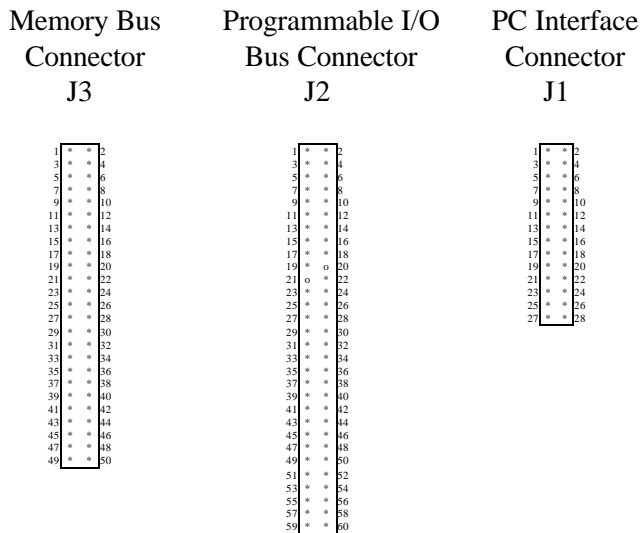 Memory Bus
Connector
J3
1 * * 2
3 * * 4
5 * * 6
7 * * 8
9 * * 10
11 * * 12
13 * * 14
15 * * 16
17 * * 18
19 * * 20
21 * * 22
23 * * 24
25 * * 26
27 * * 28
29 * * 30
31 * * 32
33 * * 34
35 * * 36
37 * * 38
39 * * 40
41 * * 42
43 * * 44
45 * * 46
47 * * 48
49 * * 50
Programmable I/O
Bus Connector
J2
1 * * 2
3 * * 4
5 * * 6
7 * * 8
9 * * 10
11 * * 12
13 * * 14
15 * * 16
17 * * 18
19 * o 20
21 o * 22
23 * * 24
25 * * 26
27 * * 28
29 * * 30
31 * * 32
33 * * 34
35 * * 36
37 * * 38
39 * * 40
41 * * 42
43 * * 44
45 * * 46
47 * * 48
49 * * 50
51 * * 52
53 * * 54
55 * * 56
57 * * 58
59 * * 60
PC Interface
Connector
J1
1 * * 2
3 * * 4
5 * * 6
7 * * 8
9 * * 10
11 * * 12
13 * * 14
15 * * 16
17 * * 18
19 * * 20
21 * * 22
23 * * 24
25 * * 26
27 * * 28